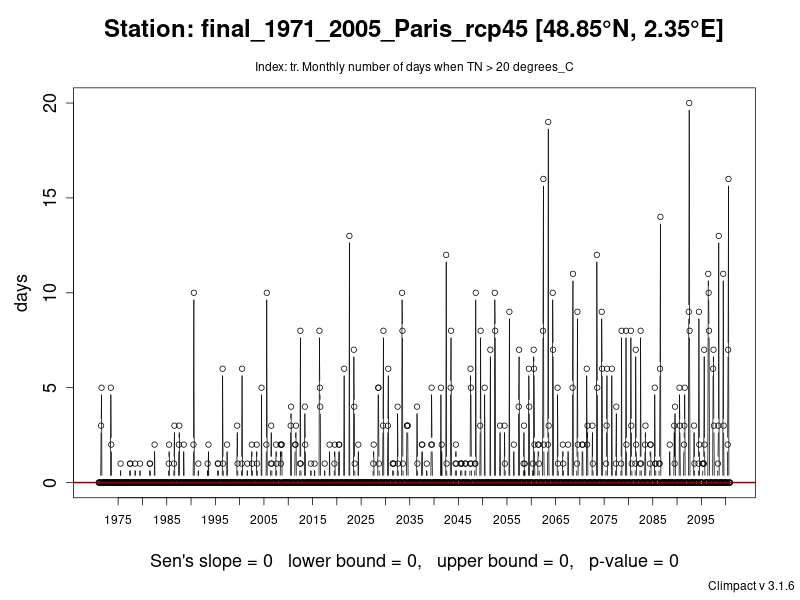 Station: final_1971_2005_Paris_rcp45 [48.85°N, 2.35°E]
Index: tr. Monthly number of days when TN > 20 degrees_C
20
15
10
5
0
days
1975 1985 1995 2005 2015 2025 2035 2045 2055 2065 2075 2085 2095
Sen's slope = 0 lower bound = 0, upper bound = 0, p-value = 0
Climpact v 3.1.6